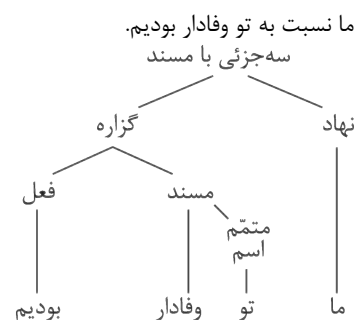 ما نسبت به تو وفادار بودیم.
سه‌جزئی با مسند
نهاد گزاره
مسند فعل
متمّم
اسم
ما تو وفادار بودیم